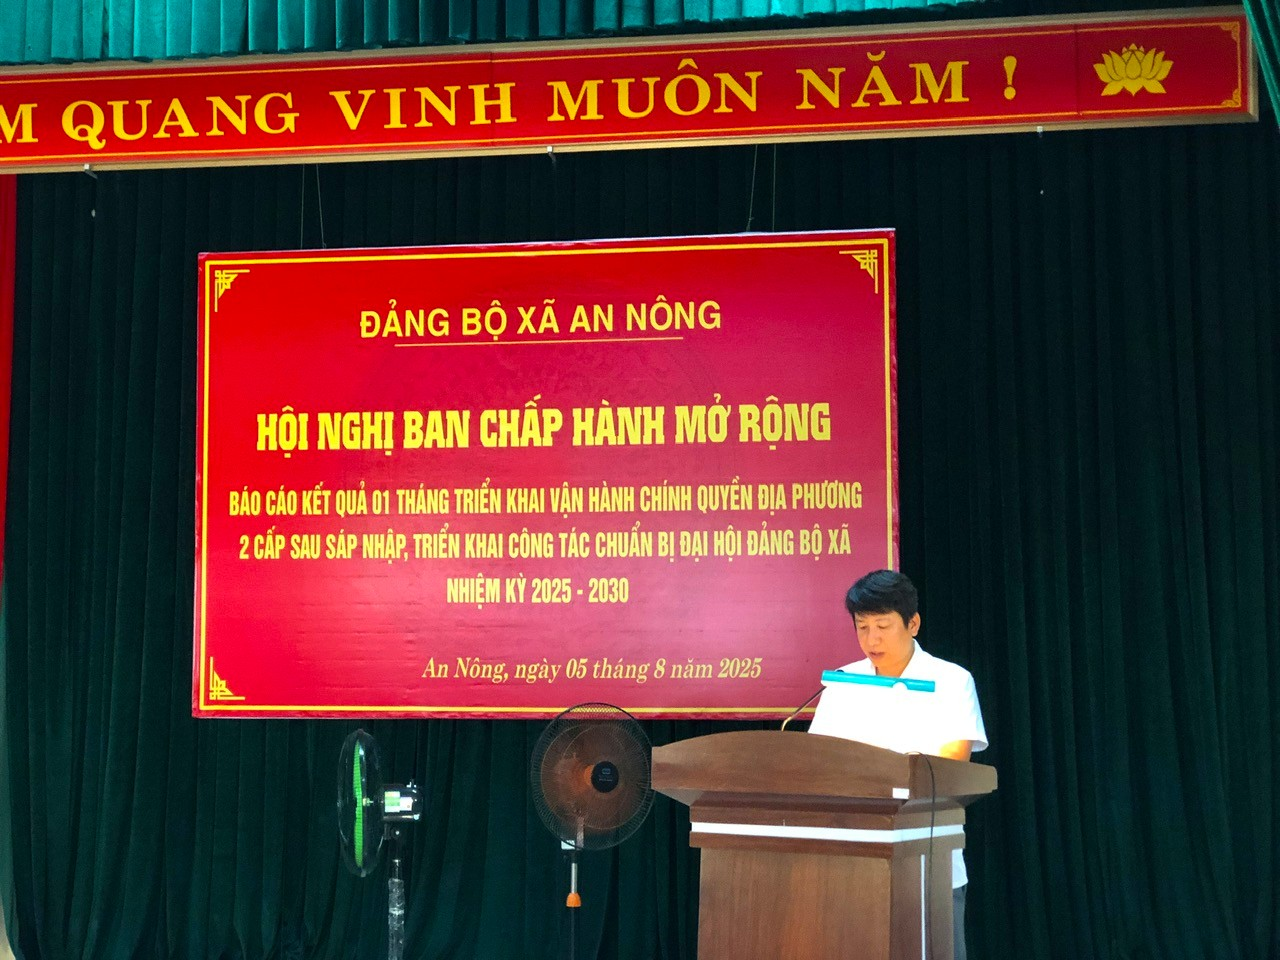 M QUANG VINH MUÔN NĂM !
ĐẢNG BỘ XÃ AN NÔNG
HỘI NGHỊ BAN CHẤP HÀNH MỞ RỘNG
BÁO CÁO KẾT QUẢ 01 THÁNG TRIỂN KHAI VẬN HÀNH CHÍNH QUYỀN ĐỊA PHƯƠNG
2 CẤP SAU SÁP NHẬP, TRIỂN KHAI CÔNG TÁC CHUẨN BỊ ĐẠI HỘI ĐẢNG BỘ XÃ
NHIỆM KỲ 2025 - 2030
An Nông, ngày 05 tháng 8 năm 2025